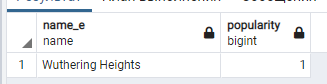 name_e popularity
name bigint
1 Wuthering Heights 1